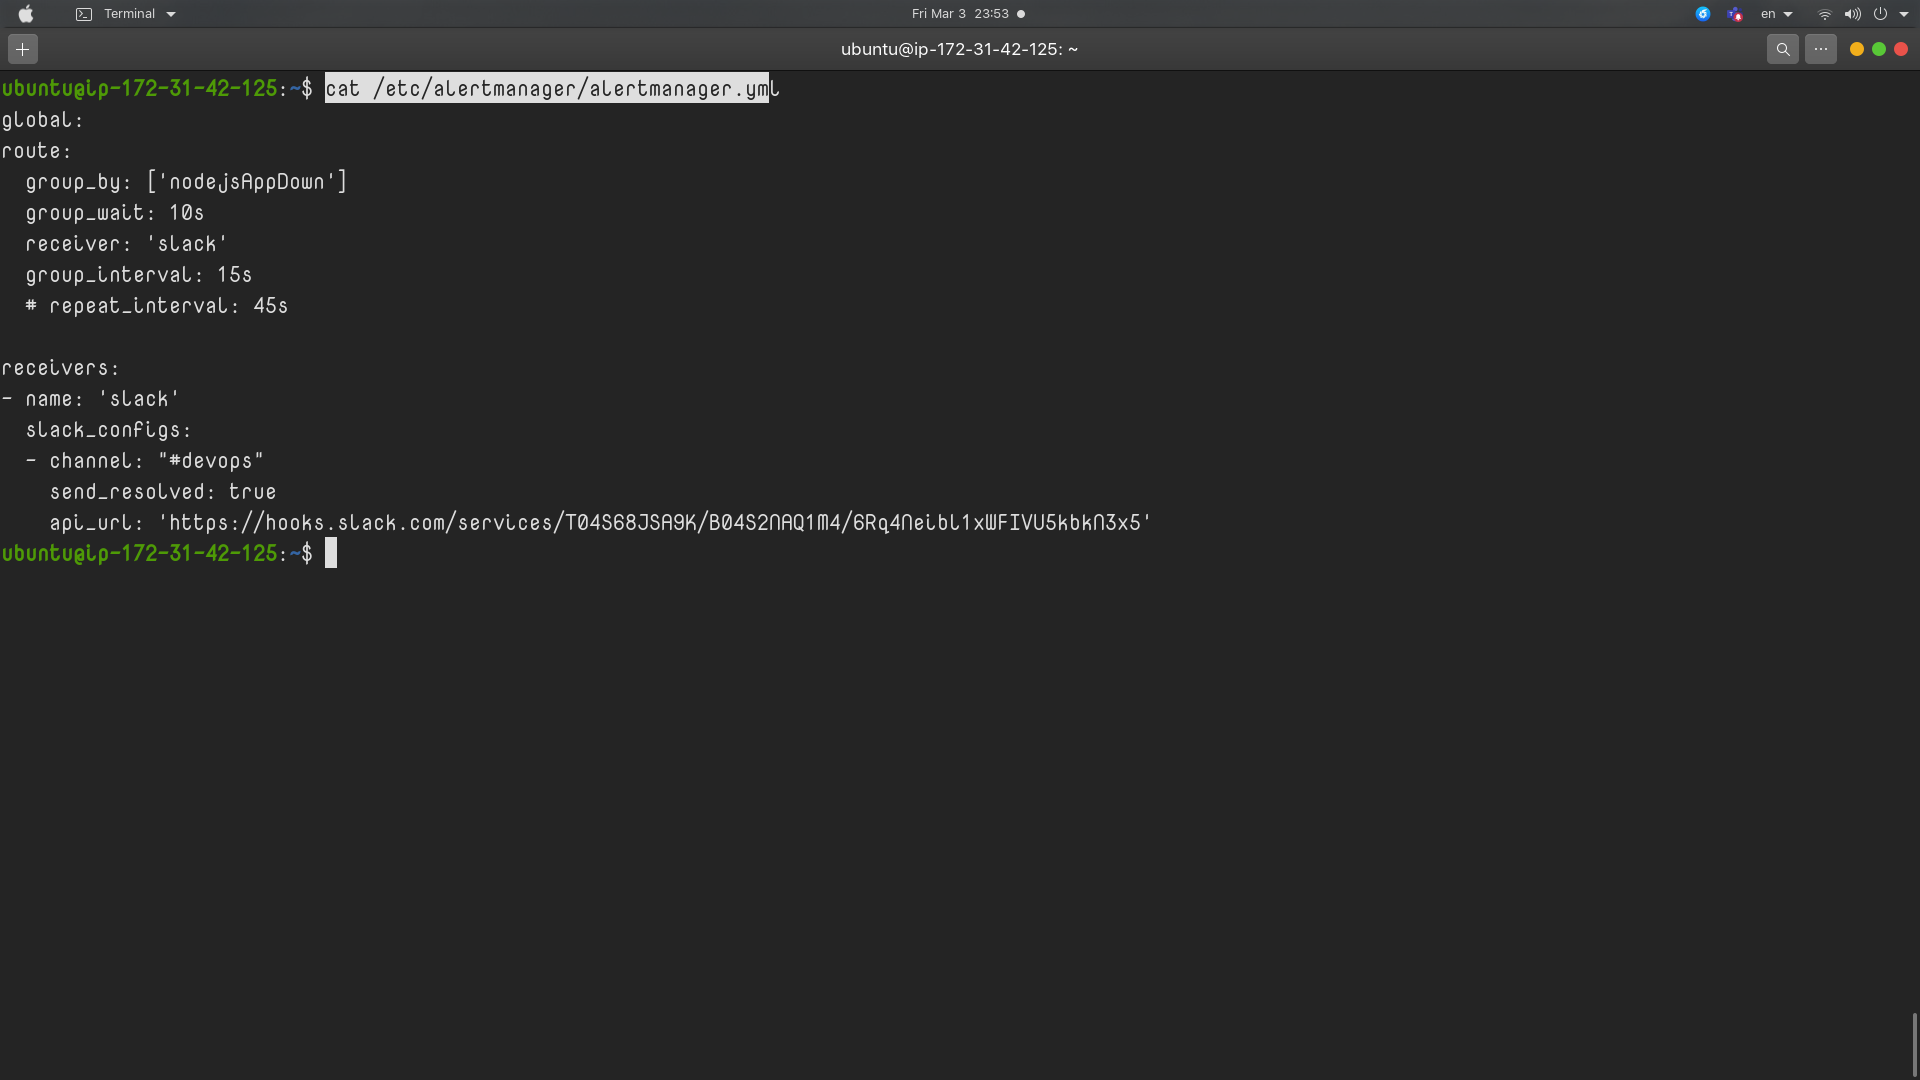 Terminal
Fri Mar 3 23:53
en
ubuntu@ip-172-31-42-125: ~
ubuntu@ip-172-31-42-125:~$ cat /etc/alertmanager/alertmanager.yml
global:
route:
  group_by: ['nodejsAppDown']
  group_wait: 10s
  receiver: 'slack'
  group_interval: 15s
  # repeat_interval: 45s
receivers:
- name: 'slack'
  slack_configs:
  - channel: "#devops"
    send_resolved: true
    api_url: 'https://hooks.slack.com/services/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'
ubuntu@ip-172-31-42-125:~$